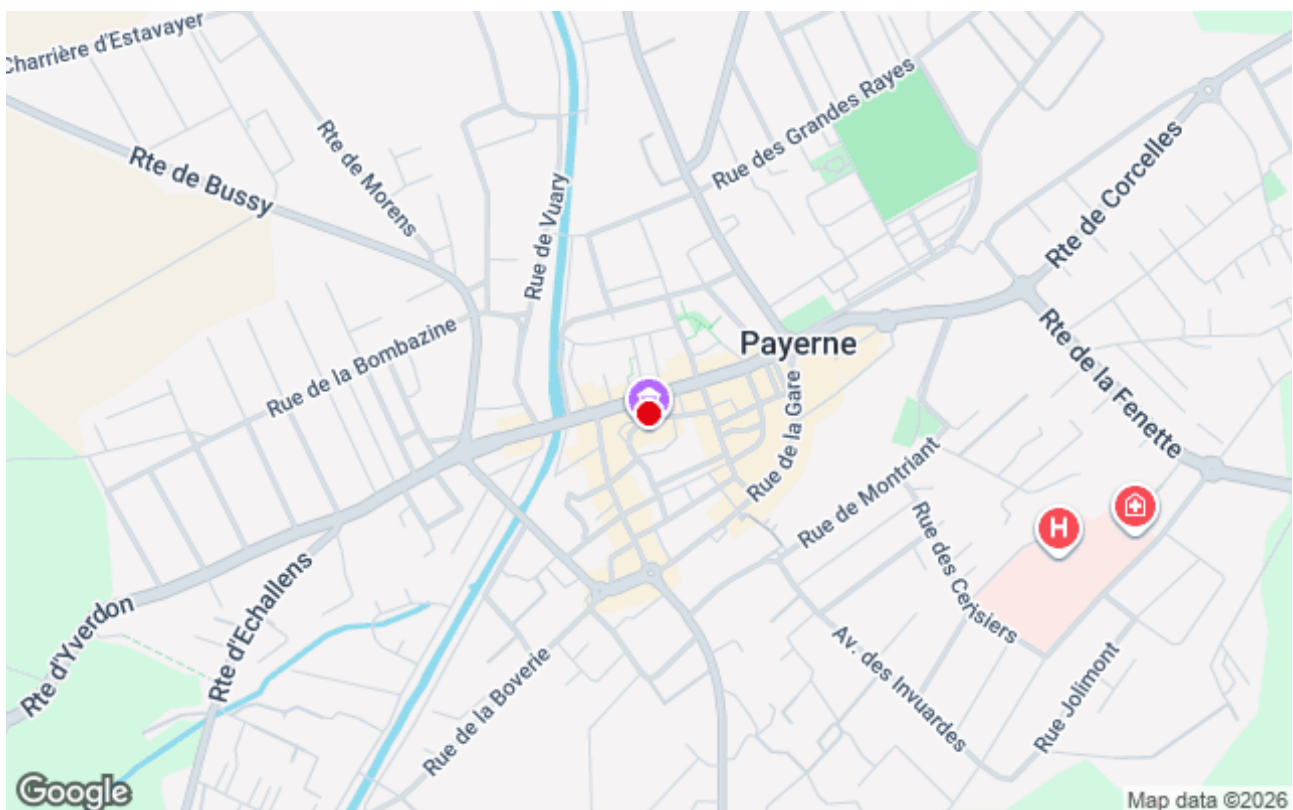 Charrière d'Estavayer
Rte de Bussy
Rte de Morens
Rue de Vuary
Rue des Grandes Rayes
Rte de Corcelles
Rue de la Bombazine
Payerne
Rte de la Fenette
Rue de la Gare
Rue de Montriant
H
Rue des Cerisiers
Rte d'Yverdon
Rte d'Echallens
Rue de la Boverie
Av. des Invuardes
Rue Jolimont
Google
Map data ©2026